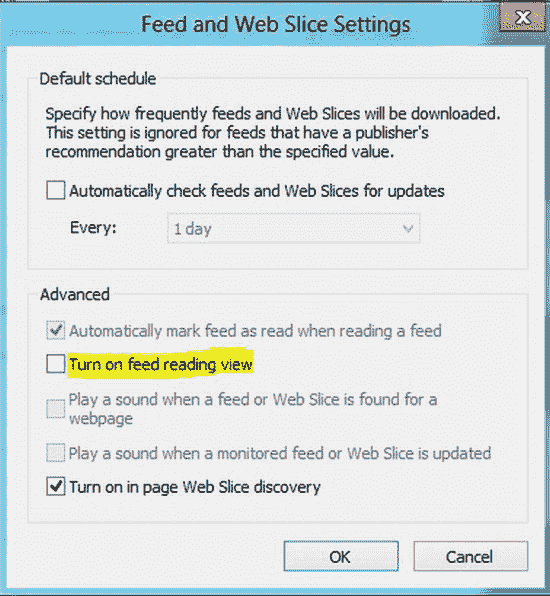 Feed and Web Slice Settings
x
Default schedule
Specify how frequently feeds and Web Slices will be downloaded.
This setting is ignored for feeds that have a publisher's
recommendation greater than the specified value.
Automatically check feeds and Web Slices for updates
Every:
1 day
Advanced
Automatically mark feed as read when reading a feed
Turn on feed reading view
Play a sound when a feed or Web Slice is found for a
webpage
Play a sound when a monitored feed or Web Slice is updated
Turn on in page Web Slice discovery
OK
Cancel